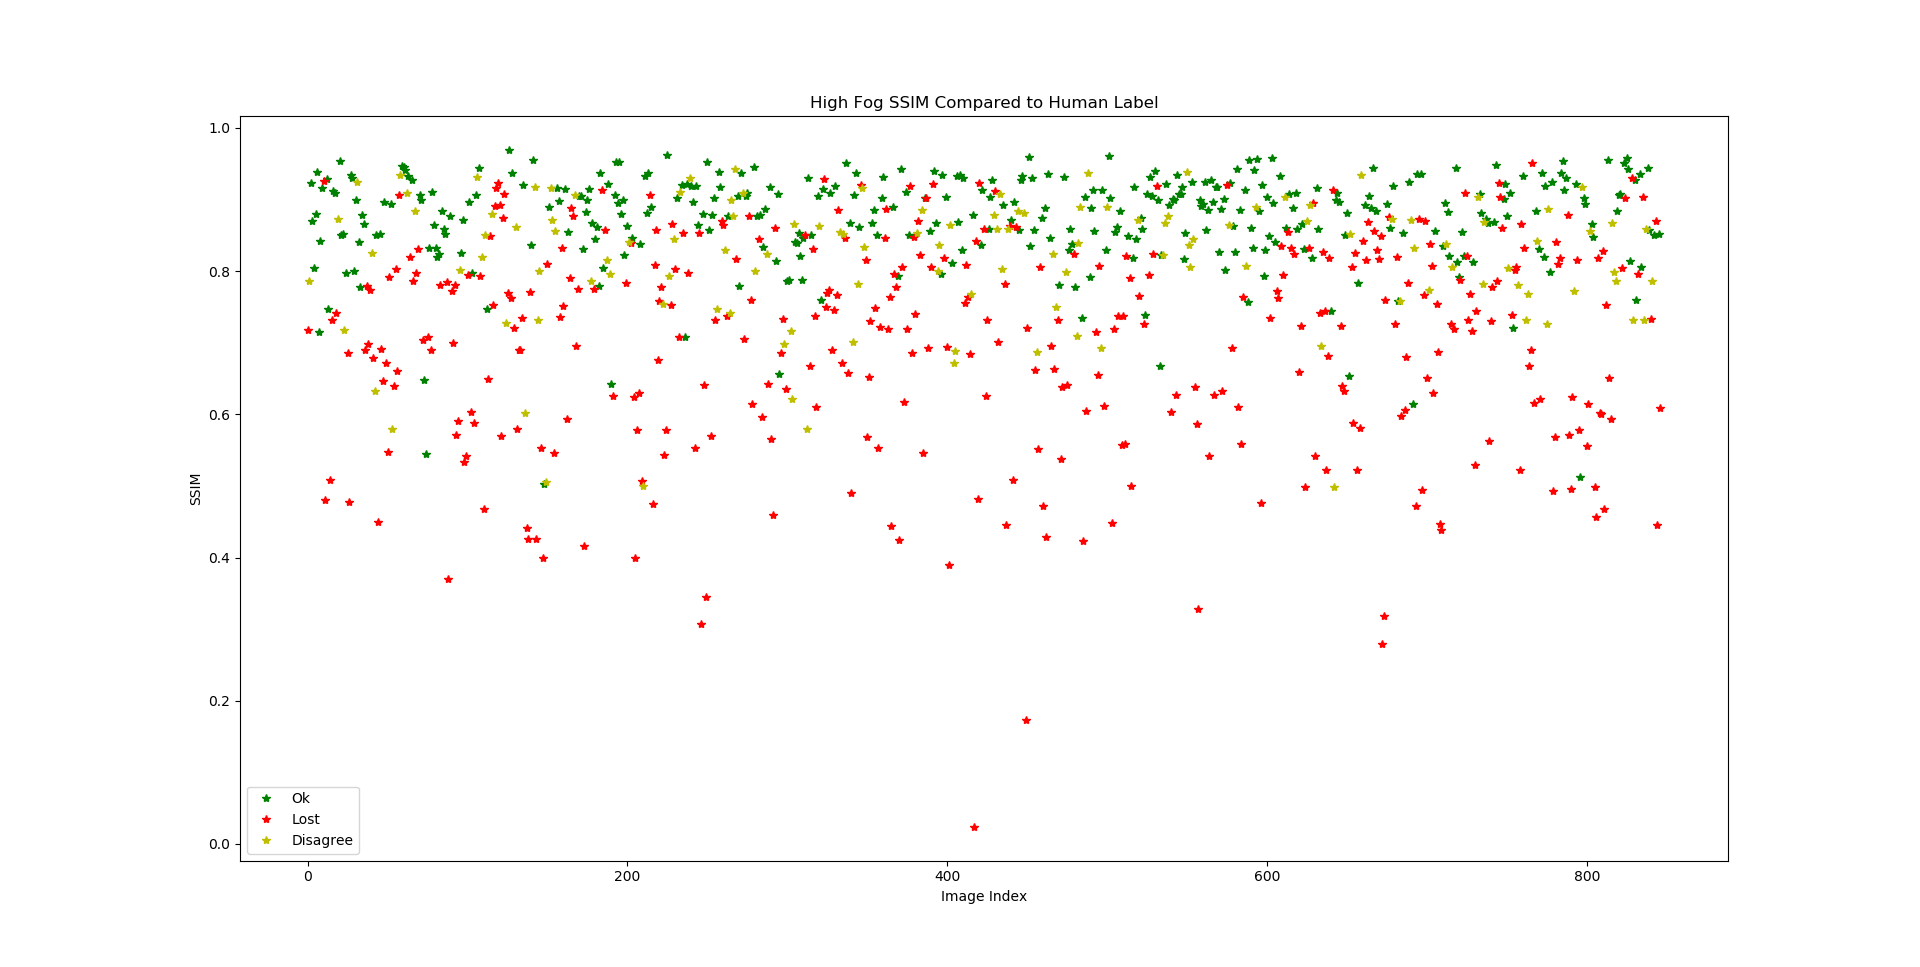 High Fog SSIM Compared to Human Label
1.0
0.8
0.6
0.4
0.2
0.0
SSIM
Ok
Lost
Disagree
0 200 400 600 800
Image Index